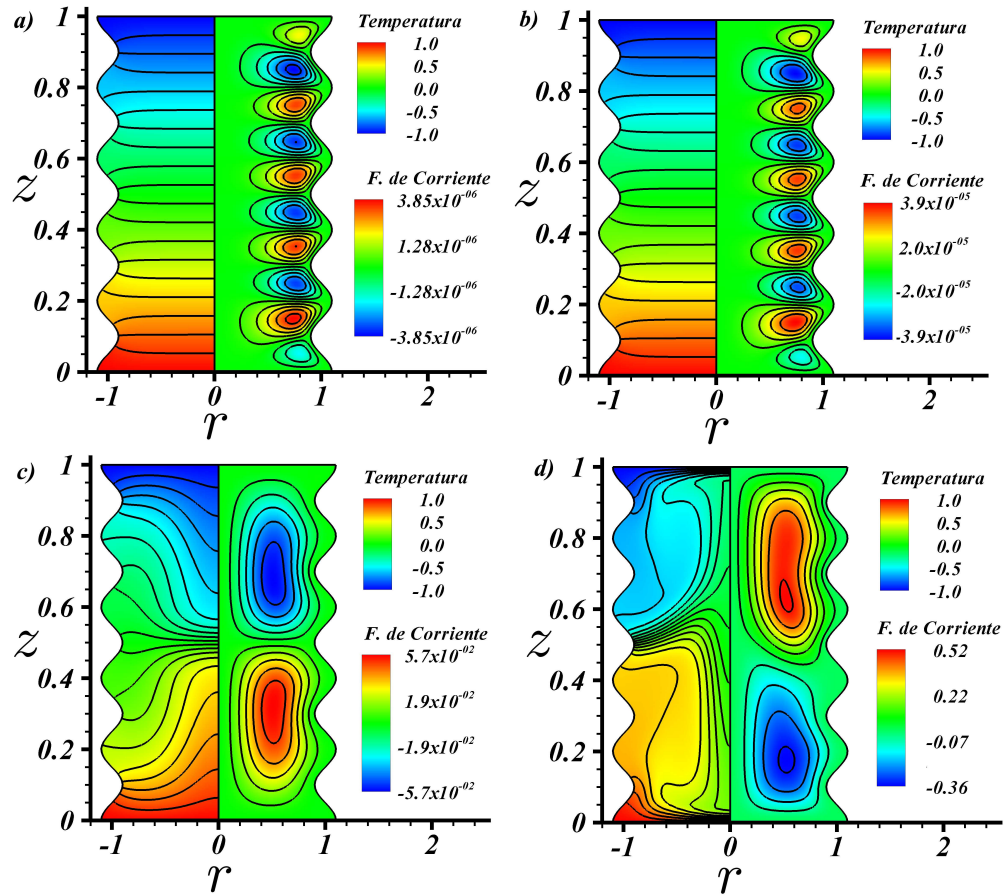 a)
Temperatura
1.0
0.5
0.0
-0.5
-1.0
F. de Corriente
3.85x10^-06
1.28x10^-06
-1.28x10^-06
-3.85x10^-06
1
0.8
0.6
0.4
0.2
0
z
-1 0 1 2
r
b)
Temperatura
1.0
0.5
0.0
-0.5
-1.0
F. de Corriente
3.9x10^-05
2.0x10^-05
-2.0x10^-05
-3.9x10^-05
1
0.8
0.6
0.4
0.2
0
z
-1 0 1 2
r
c)
Temperatura
1.0
0.5
0.0
-0.5
-1.0
F. de Corriente
5.7x10^-02
1.9x10^-02
-1.9x10^-02
-5.7x10^-02
1
0.8
0.6
0.4
0.2
0
z
-1 0 1 2
r
d)
Temperatura
1.0
0.5
0.0
-0.5
-1.0
F. de Corriente
0.52
0.22
-0.07
-0.36
1
0.8
0.6
0.4
0.2
0
z
-1 0 1 2
r